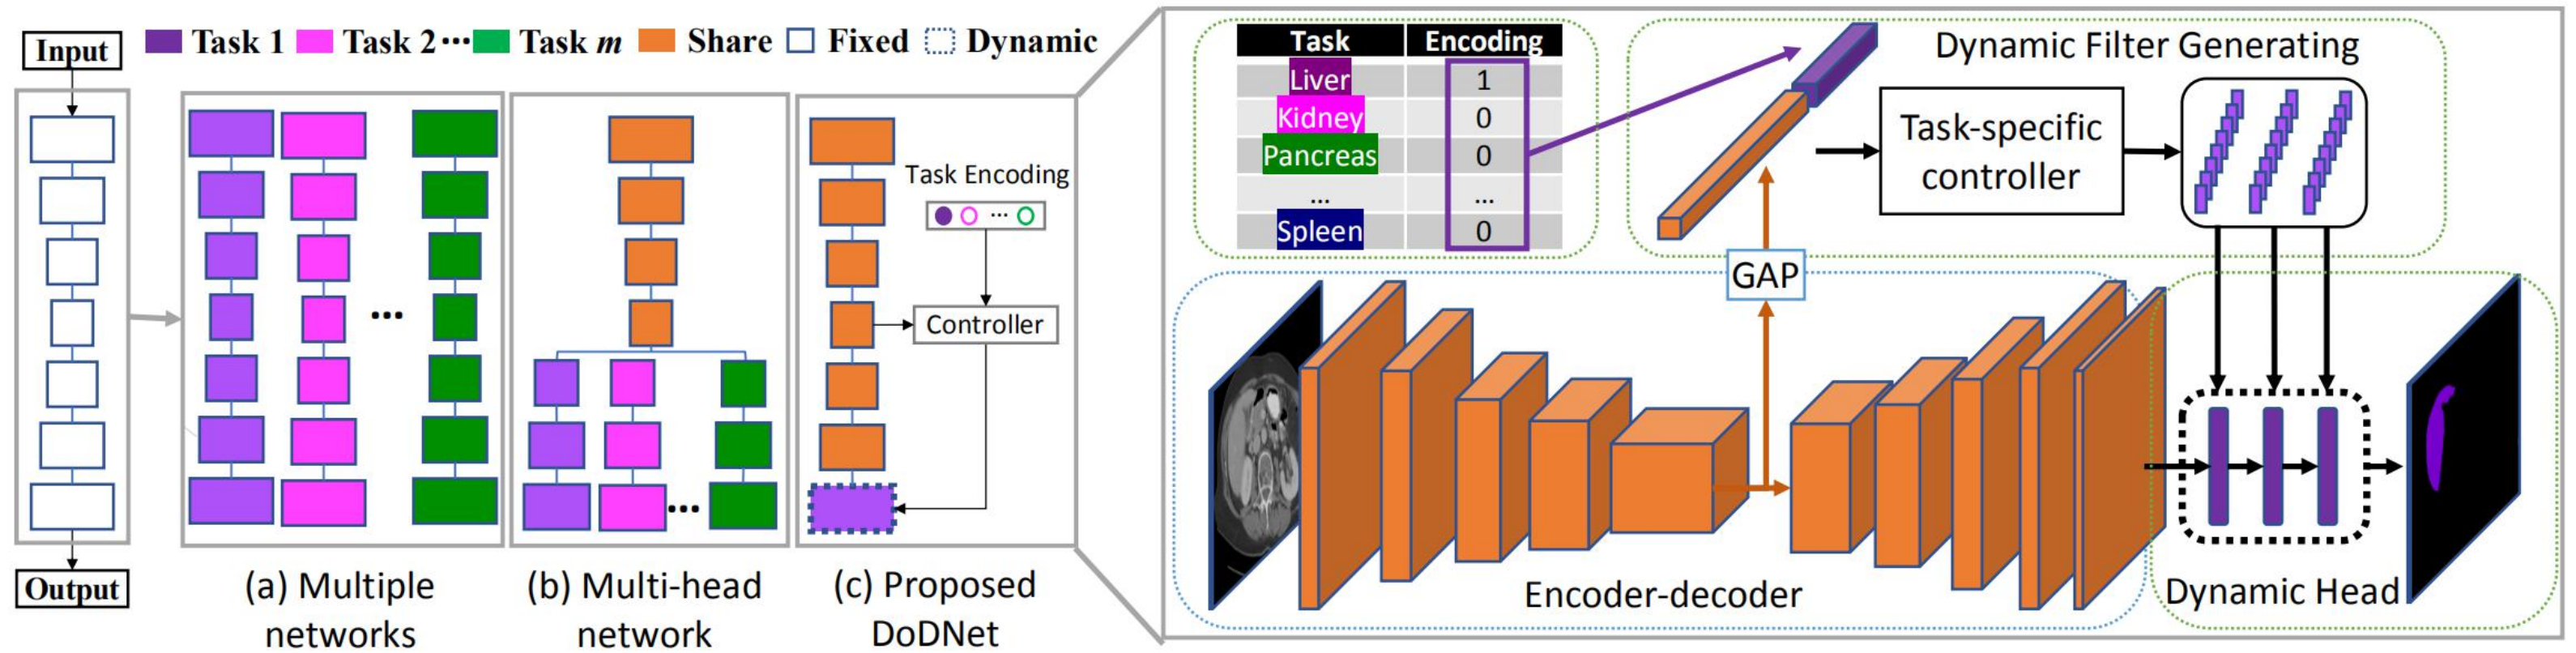 Input
Task 1 Task 2 ... Task m Share Fixed Dynamic
Output
...
(a) Multiple
networks
...
(b) Multi-head
network
Task Encoding
...
Controller
(c) Proposed
DoDNet
Task Encoding
Liver 1
Kidney 0
Pancreas 0
... ...
Spleen 0
Dynamic Filter Generating
Task-specific
controller
GAP
Encoder-decoder
Dynamic Head